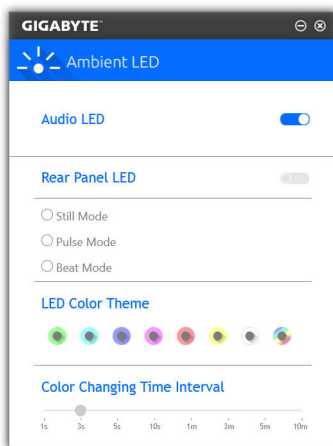 GIGABYTE™
Ambient LED
Audio LED
Rear Panel LED
Still Mode
Pulse Mode
Beat Mode
LED Color Theme
Color Changing Time Interval
1s 3s 5s 10s 1m 3m 5m 10m